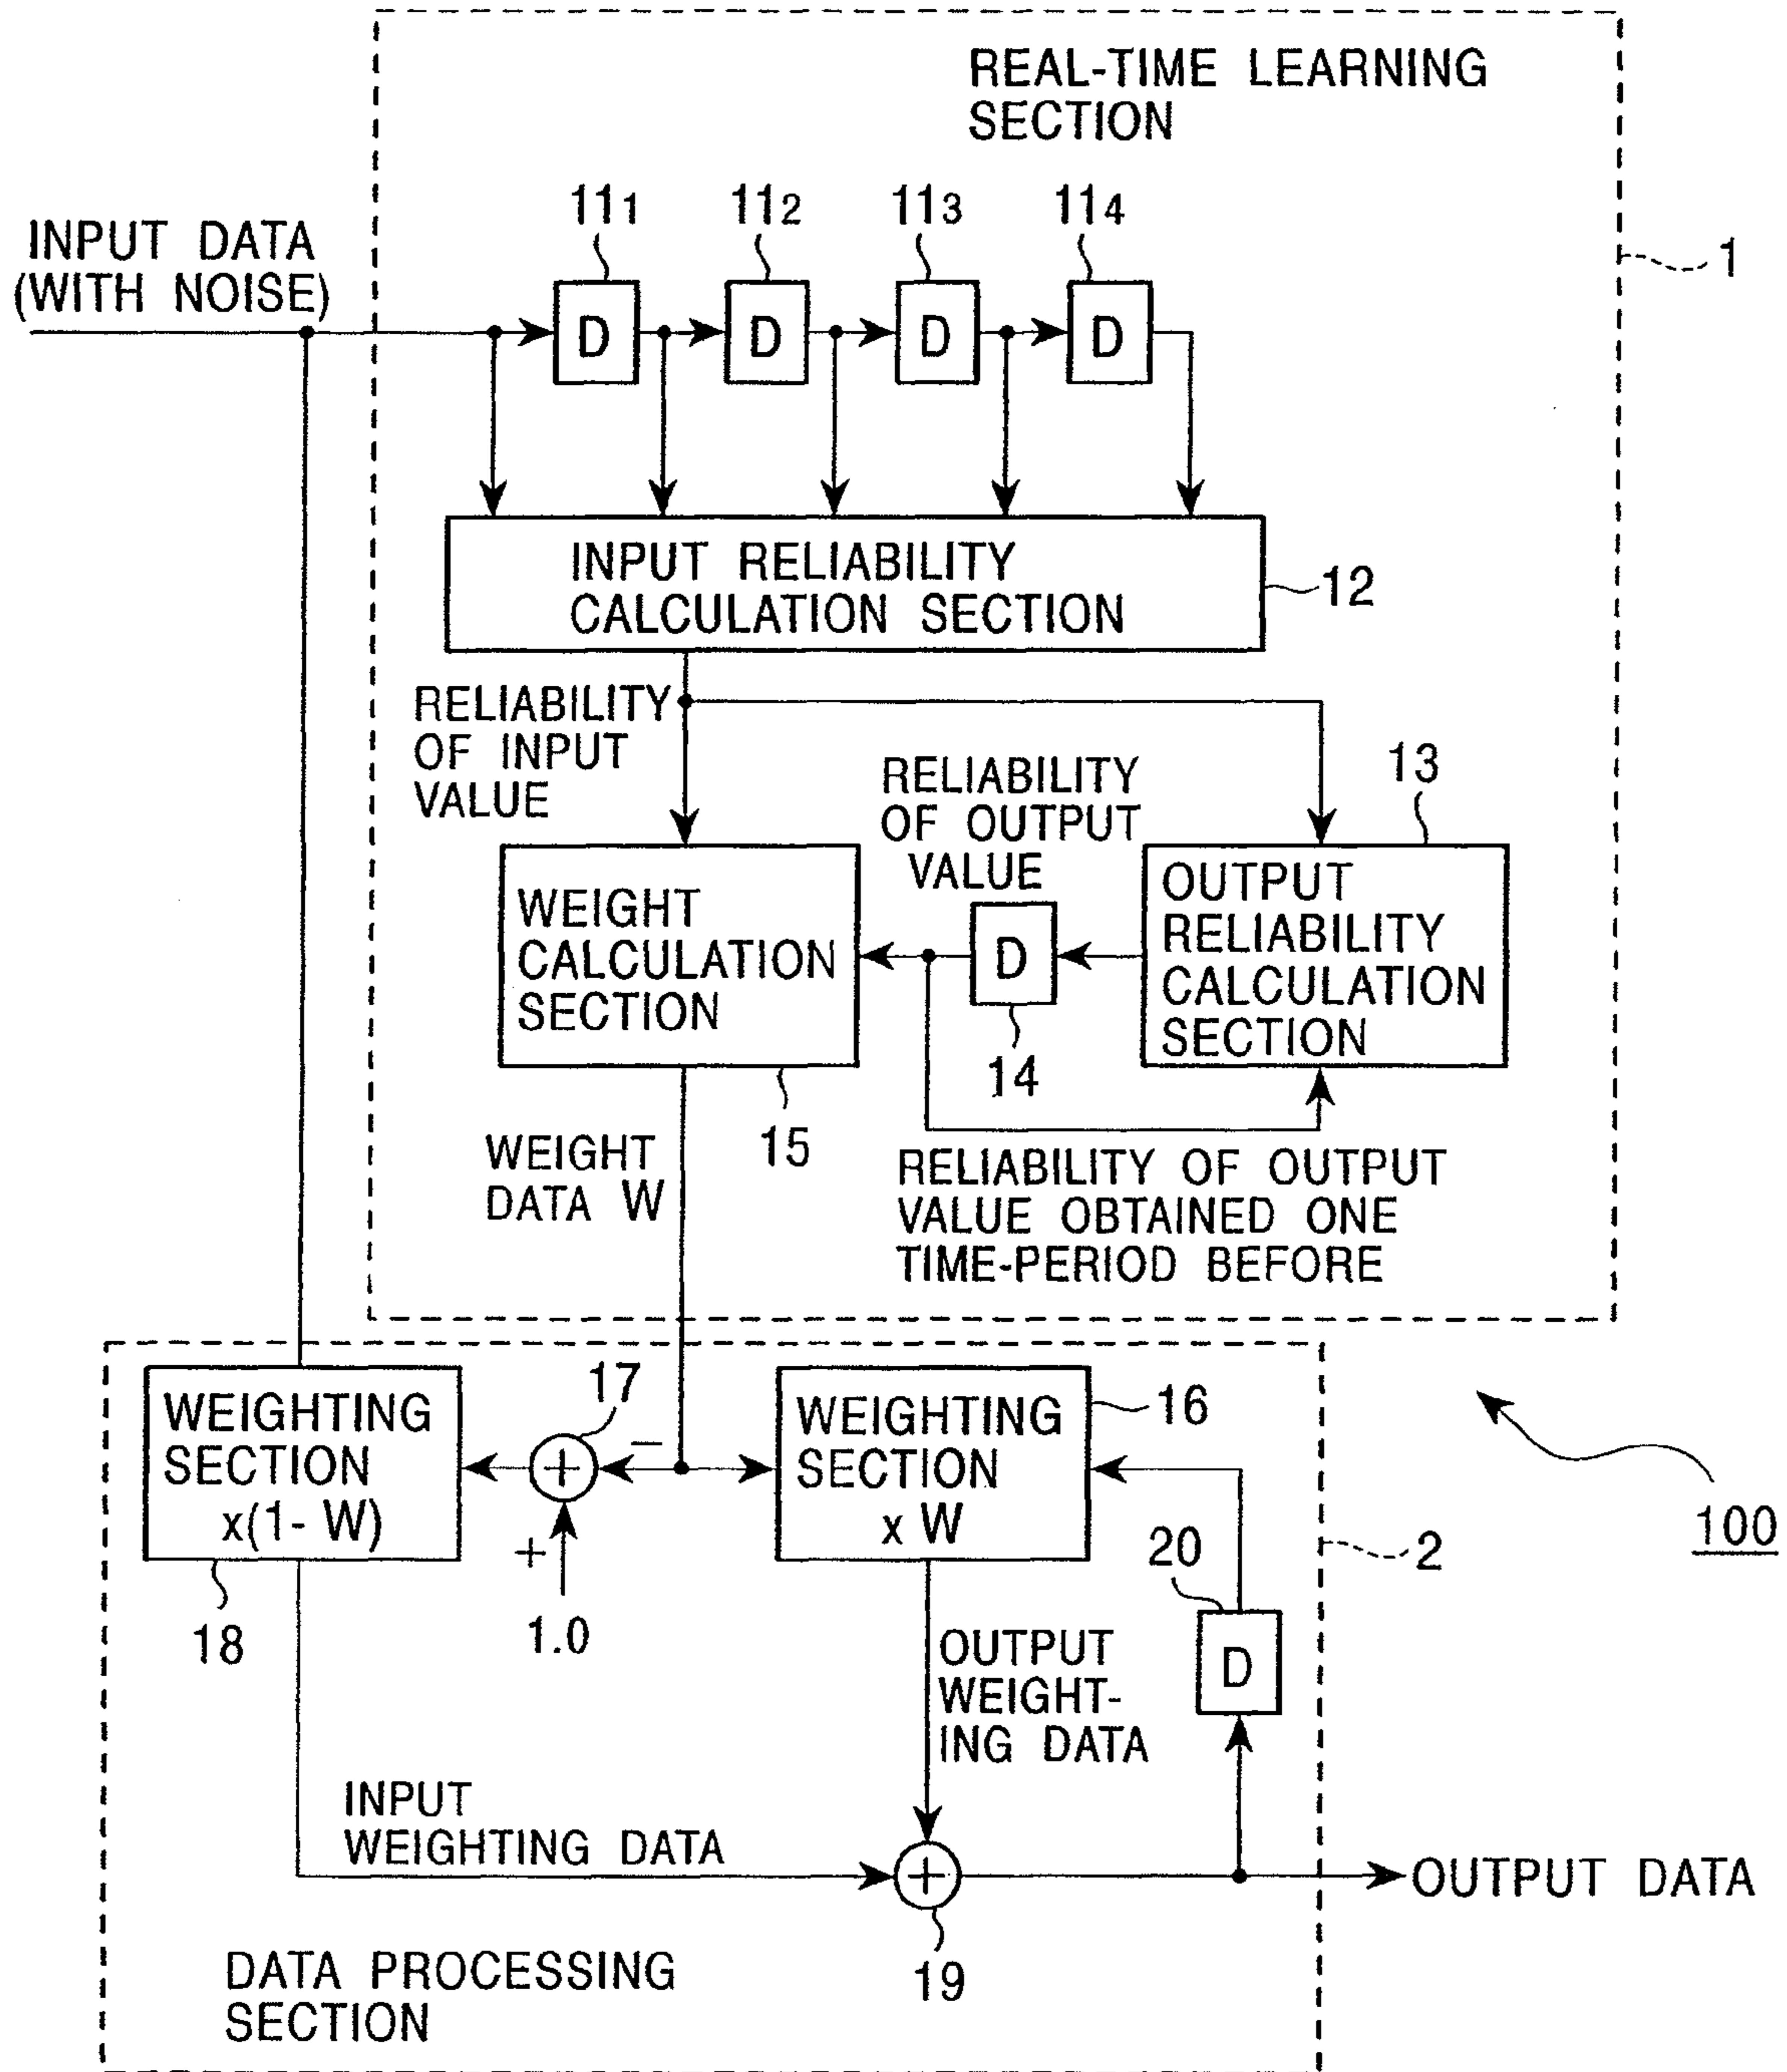 REAL-TIME LEARNING
SECTION
11₁
11₂
11₃
11₄
INPUT DATA
(WITH NOISE)
1
D
D
D
D
INPUT RELIABILITY
CALCULATION SECTION
12
RELIABILITY
OF INPUT
VALUE
RELIABILITY
OF OUTPUT
VALUE
13
WEIGHT
CALCULATION
SECTION
D
OUTPUT
RELIABILITY
CALCULATION
SECTION
14
15
WEIGHT
DATA W
RELIABILITY OF OUTPUT
VALUE OBTAINED ONE
TIME-PERIOD BEFORE
WEIGHTING
SECTION
x(1- W)
17
−
+
+
1.0
WEIGHTING
SECTION
x W
16
100
2
20
D
18
OUTPUT
WEIGHT-
ING DATA
INPUT
WEIGHTING DATA
+
OUTPUT DATA
19
DATA PROCESSING
SECTION